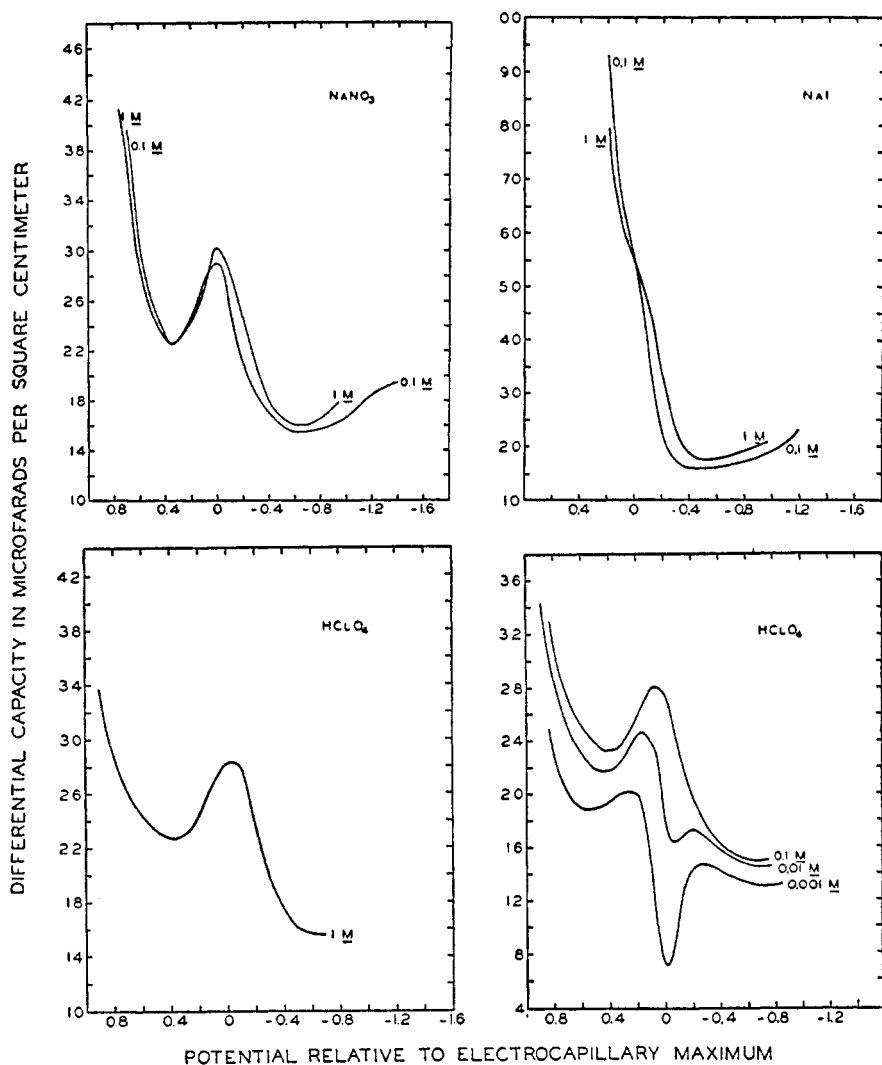 DIFFERENTIAL CAPACITY IN MICROFARADS PER SQUARE CENTIMETER
46
42
38
34
30
26
22
18
14
10
NANO₃
1 M
0.1 M
1 M
0.1 M
0.8 0.4 0 -0.4 -0.8 -1.2 -1.6
00
90
80
70
60
50
40
30
20
10
NAI
0.1 M
1 M
1 M
0.1 M
0.4 0 -0.4 -0.8 -1.2
42
38
34
30
26
22
18
14
10
HCLO₄
1 M
0.8 0.4 0 -0.4 -0.8 -1.2
36
32
28
24
20
16
12
8
4
HCLO₄
0.1 M
0.01 M
0.001 M
0.8 0.4 0 -0.4 -0.8 -1.2
POTENTIAL RELATIVE TO ELECTROCAPILLARY MAXIMUM